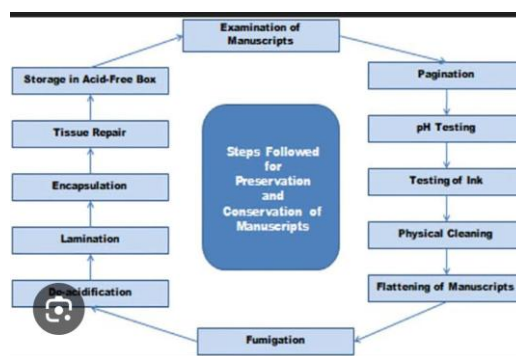 Examination of
Manuscripts
Pagination
pH Testing
Testing of Ink
Physical Cleaning
Flattening of Manuscripts
Fumigation
De-acidification
Lamination
Encapsulation
Tissue Repair
Storage in Acid-Free Box
Steps Followed
for
Preservation
and
Conservation of
Manuscripts